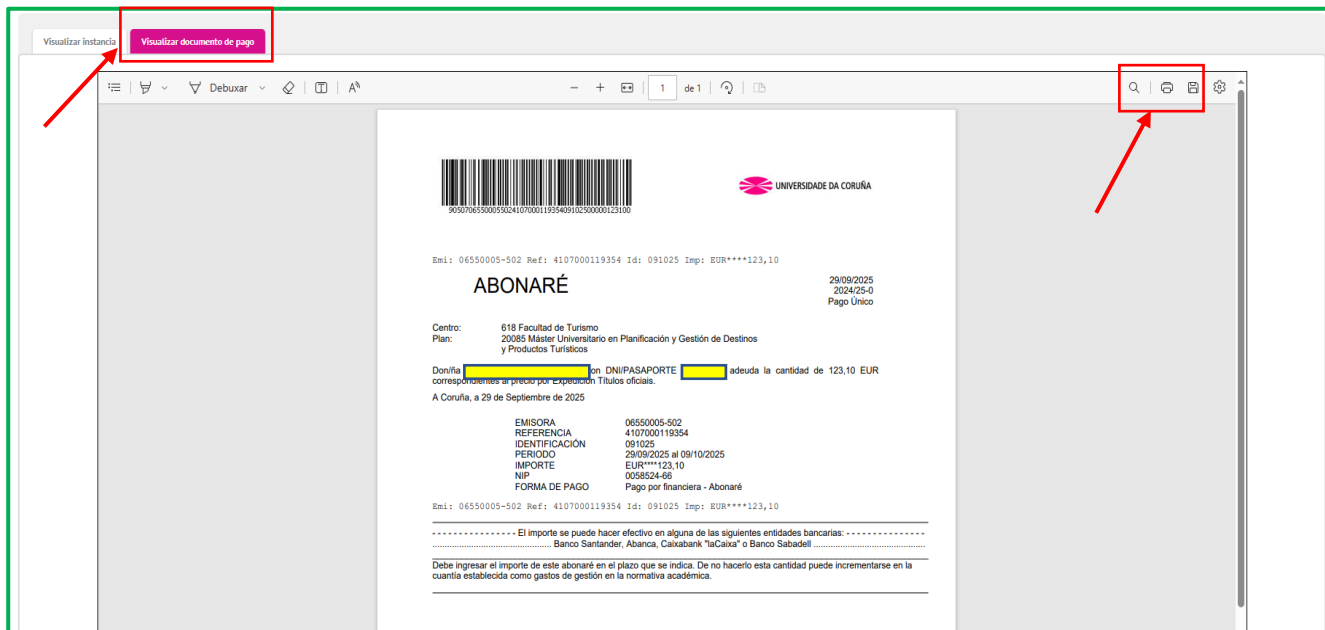 Visualizar instancia
Visualizar documento de pago
Debuxar
1 de 1
UNIVERSIDADE DA CORUÑA
90507065500055024107000119354091025000000123100
Emi: 06550005-502 Ref: 4107000119354 Id: 091025 Imp: EUR****123,10
ABONARÉ
29/09/2025
2024/25-0
Pago Único
Centro: 618 Facultad de Turismo
Plan: 20085 Máster Universitario en Planificación y Gestión de Destinos
y Productos Turísticos
Don/ña on DNI/PASAPORTE adeuda la cantidad de 123,10 EUR
correspondientes al precio por Expedición Títulos oficiais.
A Coruña, a 29 de Septiembre de 2025
EMISORA 06550005-502
REFERENCIA 4107000119354
IDENTIFICACIÓN 091025
PERIODO 29/09/2025 al 09/10/2025
IMPORTE EUR****123,10
NIP 0058524-66
FORMA DE PAGO Pago por financiera - Abonaré
Emi: 06550005-502 Ref: 4107000119354 Id: 091025 Imp: EUR****123,10
- - - - - - - - - - - - - - - El importe se puede hacer efectivo en alguna de las siguientes entidades bancarias: - - - - - - - - - - - - - - -
................................................ Banco Santander, Abanca, Caixabank "laCaixa" o Banco Sabadell .............................................
Debe ingresar el importe de este abonaré en el plazo que se indica. De no hacerlo esta cantidad puede incrementarse en la
cuantía establecida como gastos de gestión en la normativa académica.